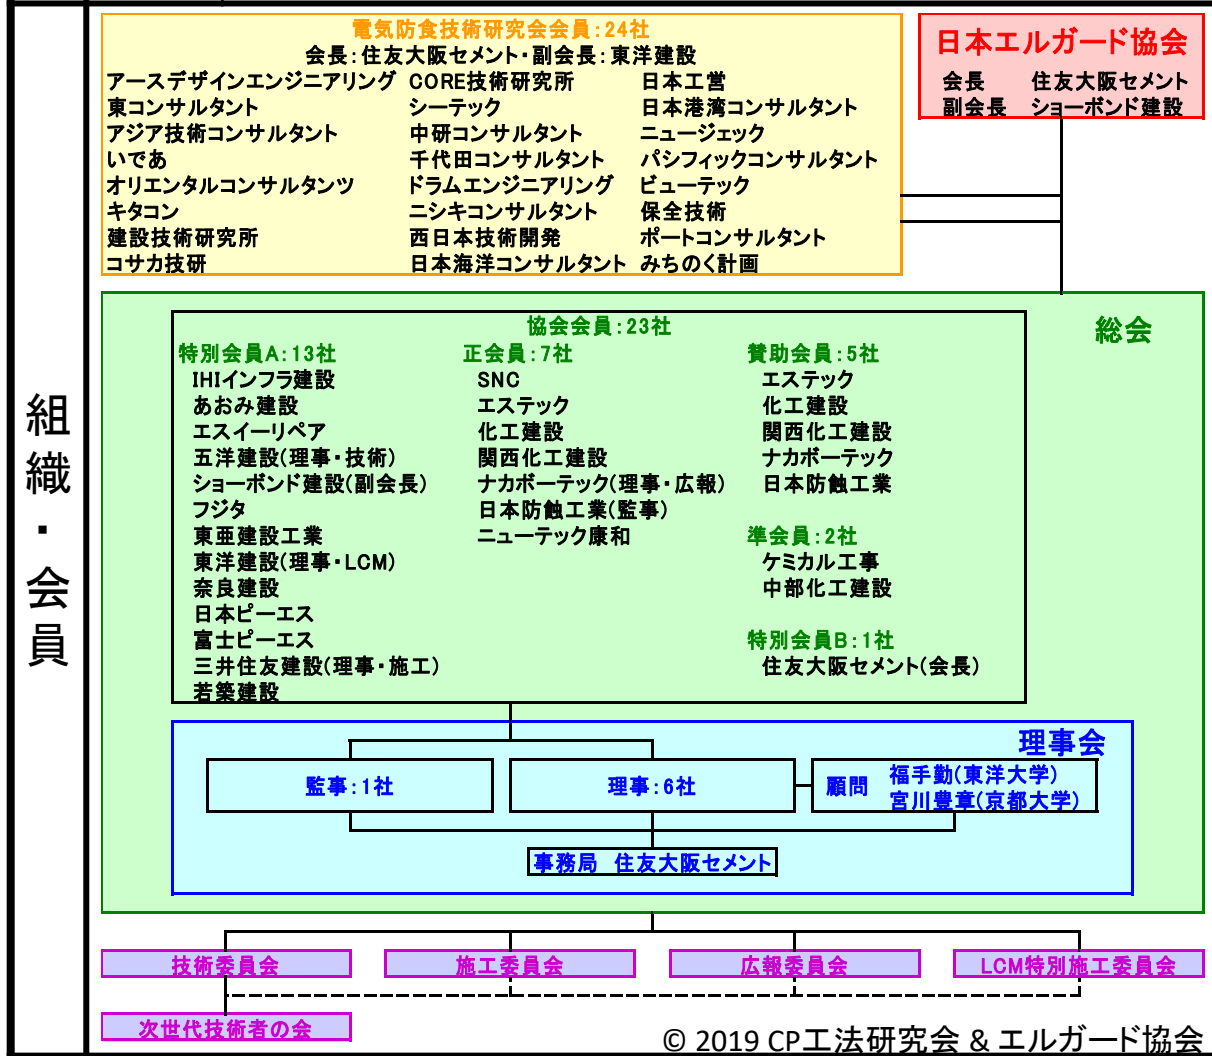 組織・会員
電気防食技術研究会会員：24社
会長：住友大阪セメント・副会長：東洋建設
アースデザインエンジニアリング CORE技術研究所 日本工営
東コンサルタント シーテック 日本港湾コンサルタント
アジア技術コンサルタント 中研コンサルタント ニュージェック
いであ 千代田コンサルタント パシフィックコンサルタント
オリエンタルコンサルタンツ ドラムエンジニアリング ビューテック
キタコン ニシキコンサルタント 保全技術
建設技術研究所 西日本技術開発 ポートコンサルタント
コサカ技研 日本海洋コンサルタント みちのく計画
日本エルガード協会
会長 住友大阪セメント
副会長 ショーボンド建設
総会
協会会員：23社
特別会員A：13社
IHIインフラ建設
あおみ建設
エスイーリペア
五洋建設(理事・技術)
ショーボンド建設(副会長)
フジタ
東亜建設工業
東洋建設(理事・LCM)
奈良建設
日本ピーエス
富士ピーエス
三井住友建設(理事・施工)
若築建設
正会員：7社
SNC
エステック
化工建設
関西化工建設
ナカボーテック(理事・広報)
日本防蝕工業(監事)
ニューテック康和
賛助会員：5社
エステック
化工建設
関西化工建設
ナカボーテック
日本防触工業
準会員：2社
ケミカル工事
中部化工建設
特別会員B：1社
住友大阪セメント(会長)
理事会
監事：1社
理事：6社
顧問 福手勤(東洋大学)
宮川豊章(京都大学)
事務局 住友大阪セメント
技術委員会
施工委員会
広報委員会
LCM特別施工委員会
次世代技術者の会
© 2019 CP工法研究会 & エルガード協会